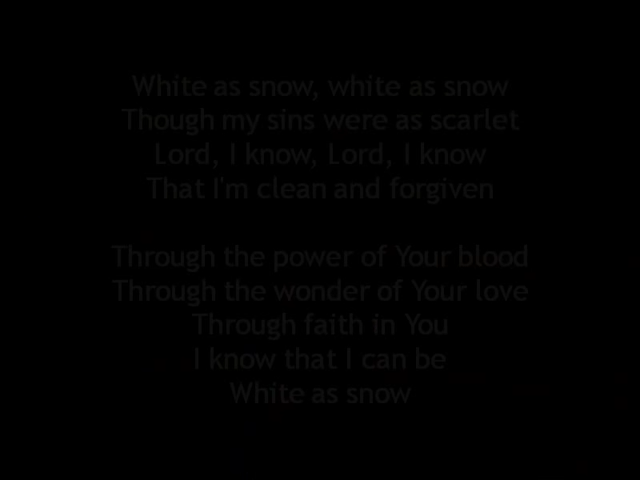 White as snow, white as snow
Though my sins were as scarlet
Lord, I know, Lord, I know
That I'm clean and forgiven
Through the power of Your blood
Through the wonder of Your love
Through faith in You
I know that I can be
White as snow